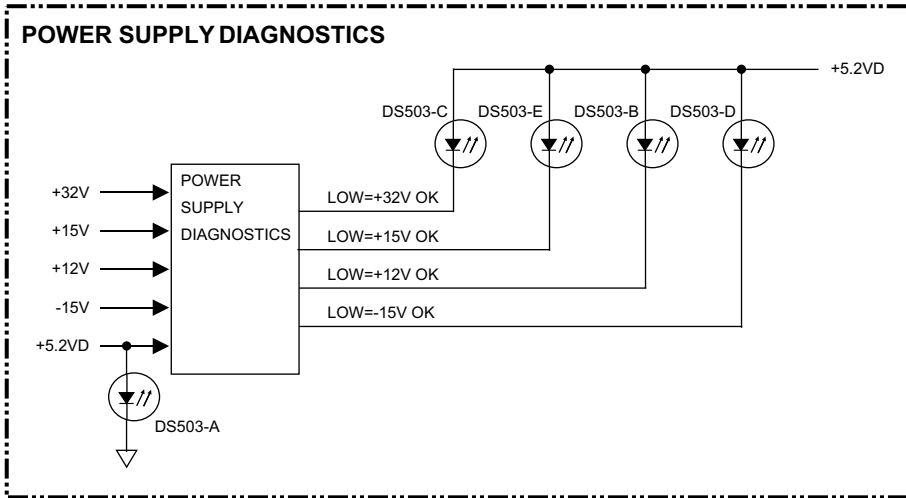 POWER SUPPLY DIAGNOSTICS
+5.2VD
DS503-C
DS503-E
DS503-B
DS503-D
+32V
+15V
+12V
-15V
+5.2VD
POWER
SUPPLY
DIAGNOSTICS
LOW=+32V OK
LOW=+15V OK
LOW=+12V OK
LOW=-15V OK
DS503-A